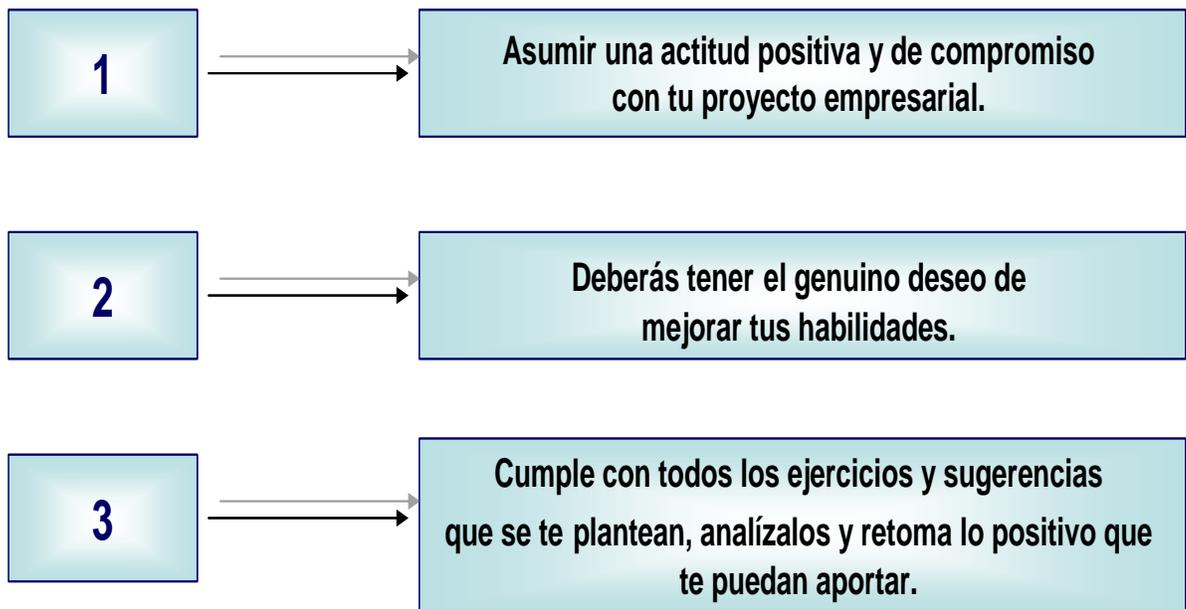 1
Asumir una actitud positiva y de compromiso
con tu proyecto empresarial.
2
Deberás tener el genuino deseo de
mejorar tus habilidades.
3
Cumple con todos los ejercicios y sugerencias
que se te plantean, analízalos y retoma lo positivo que
te puedan aportar.